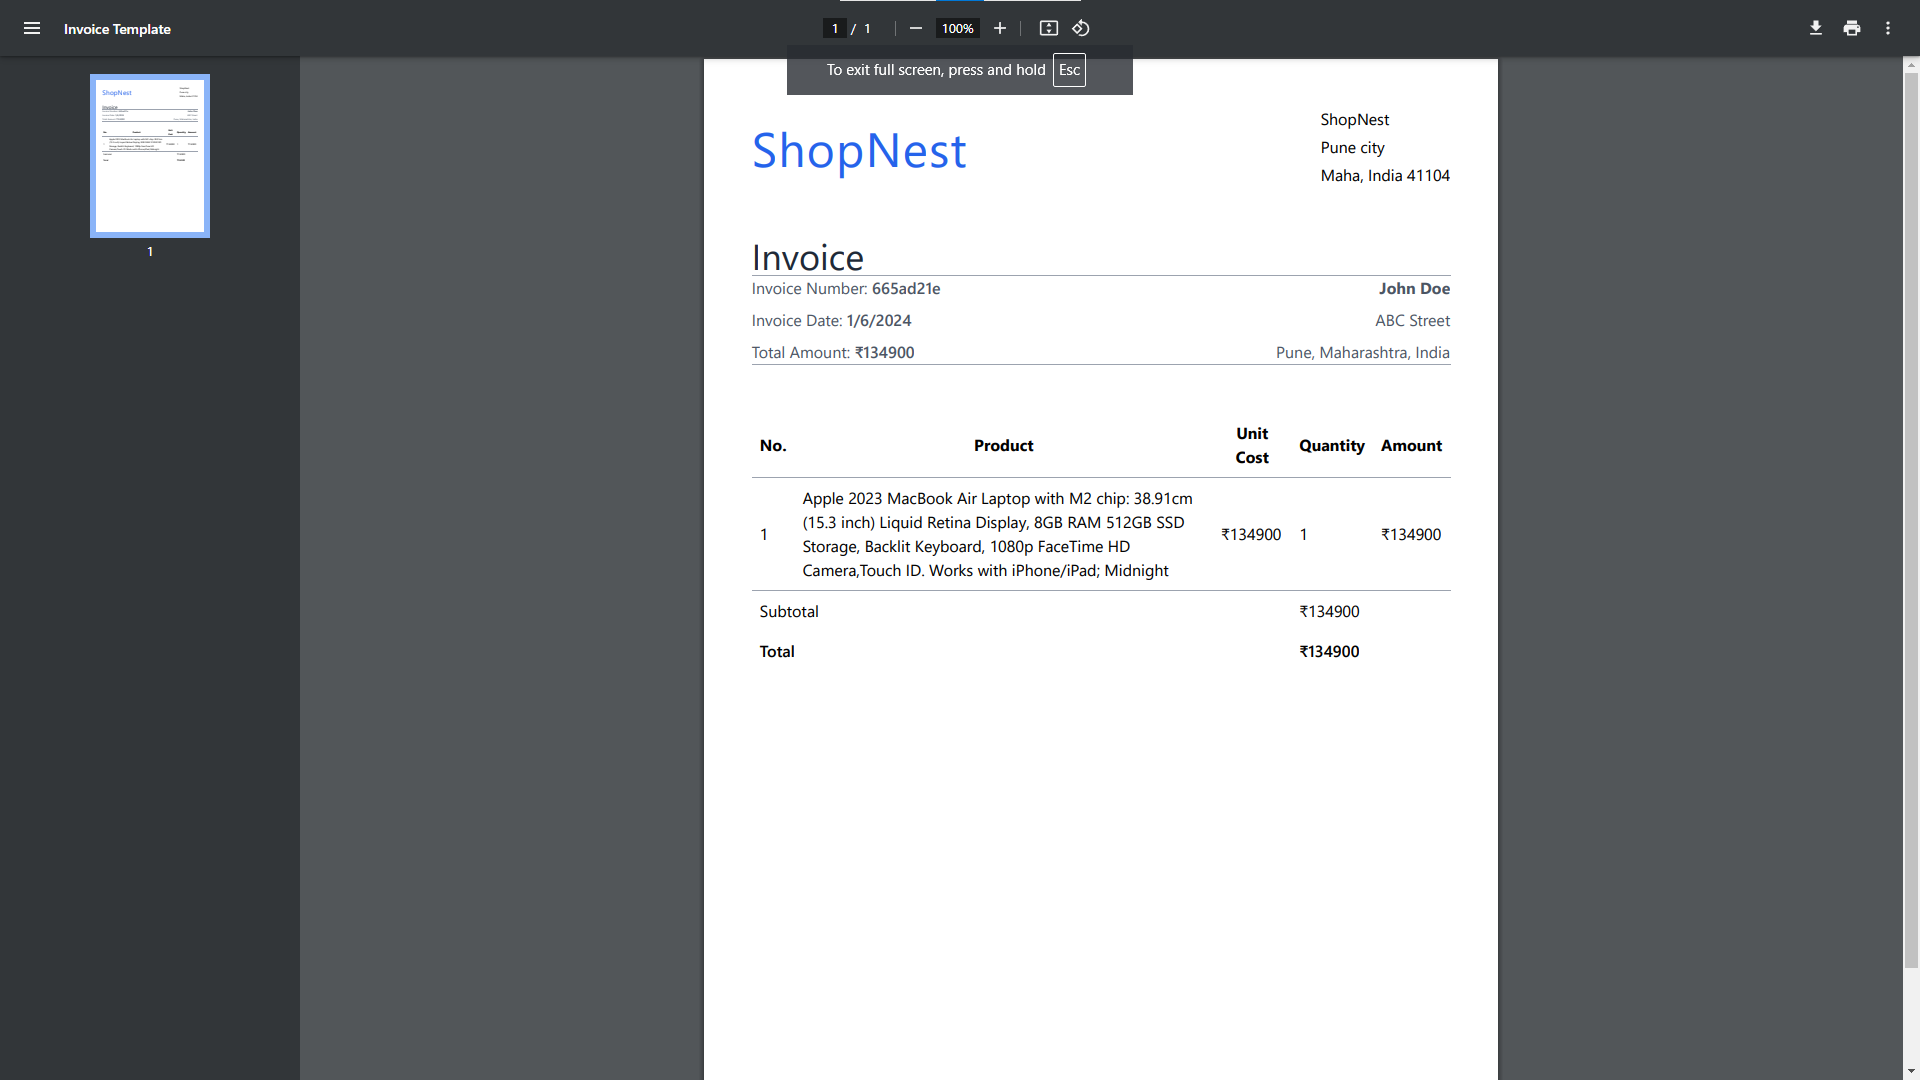 Invoice Template
1 / 1
100%
To exit full screen, press and hold Esc
1
ShopNest
ShopNest
Pune city
Maha, India 41104
Invoice
Invoice Number: 665ad21e
John Doe
Invoice Date: 1/6/2024
ABC Street
Total Amount: ₹134900
Pune, Maharashtra, India
No. Product Unit Cost Quantity Amount
Apple 2023 MacBook Air Laptop with M2 chip: 38.91cm
(15.3 inch) Liquid Retina Display, 8GB RAM 512GB SSD
1 ₹134900 1 ₹134900
Storage, Backlit Keyboard, 1080p FaceTime HD
Camera,Touch ID. Works with iPhone/iPad; Midnight
Subtotal ₹134900
Total ₹134900